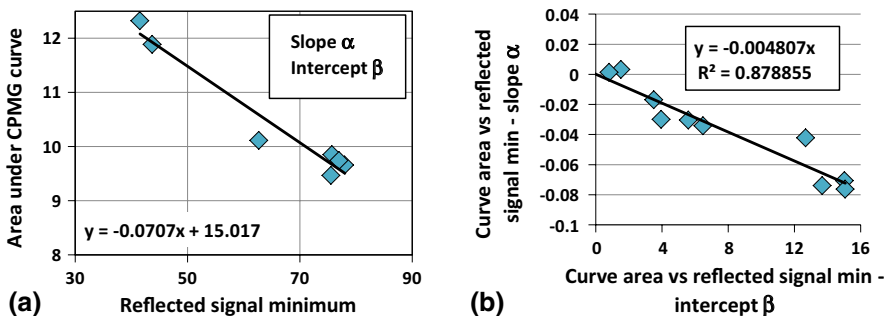 Area under CPMG curve
12
11
10
9
8
30
50
70
90
Slope α
Intercept β
y = -0.0707x + 15.017
(a)
Reflected signal minimum
Curve area vs reflected
signal min - slope α
0.04
0.02
0
-0.02
-0.04
-0.06
-0.08
-0.1
0
4
8
12
16
y = -0.004807x
R² = 0.878855
(b)
Curve area vs reflected signal min -
intercept β